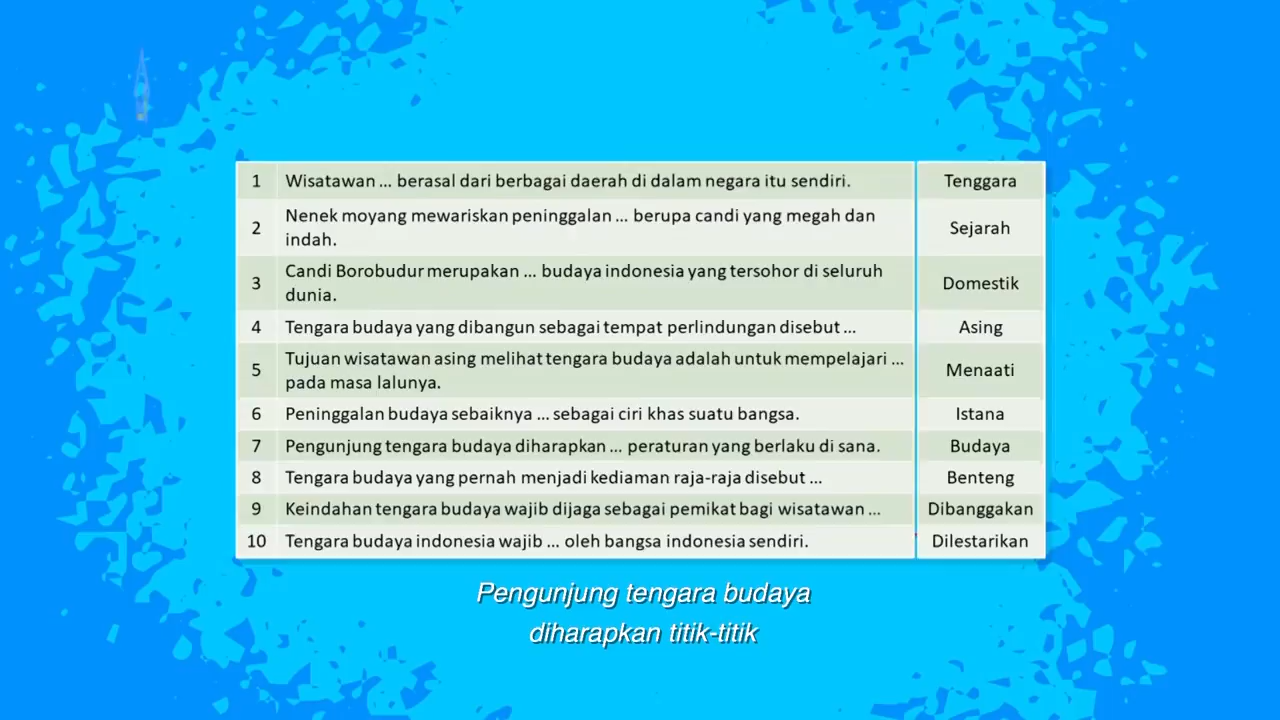 1 Wisatawan ... berasal dari berbagai daerah di dalam negara itu sendiri. Tenggara
2 Nenek moyang mewariskan peninggalan ... berupa candi yang megah dan
indah. Sejarah
3 Candi Borobudur merupakan ... budaya indonesia yang tersohor di seluruh
dunia. Domestik
4 Tengara budaya yang dibangun sebagai tempat perlindungan disebut ... Asing
5 Tujuan wisatawan asing melihat tengara budaya adalah untuk mempelajari ...
pada masa lalunya. Menaati
6 Peninggalan budaya sebaiknya ... sebagai ciri khas suatu bangsa. Istana
7 Pengunjung tengara budaya diharapkan ... peraturan yang berlaku di sana. Budaya
8 Tengara budaya yang pernah menjadi kediaman raja-raja disebut ... Benteng
9 Keindahan tengara budaya wajib dijaga sebagai pemikat bagi wisatawan ... Dibanggakan
10 Tengara budaya indonesia wajib ... oleh bangsa indonesia sendiri. Dilestarikan
Pengunjung tengara budaya
diharapkan titik-titik